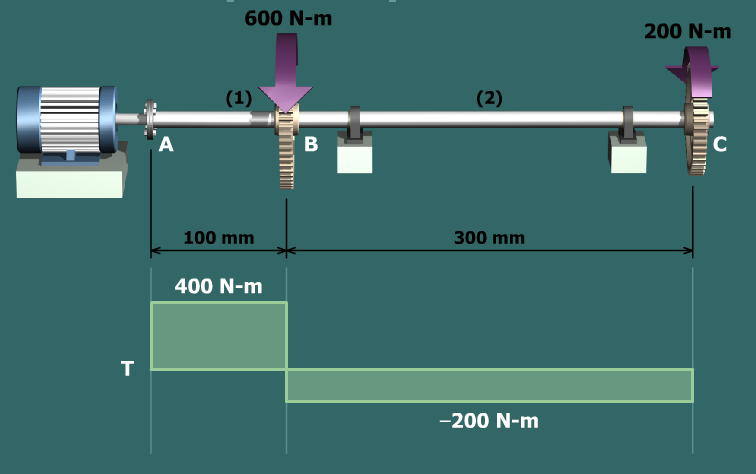 600 N-m
200 N-m
(1)
(2)
A
B
C
100 mm
300 mm
400 N-m
T
−200 N-m